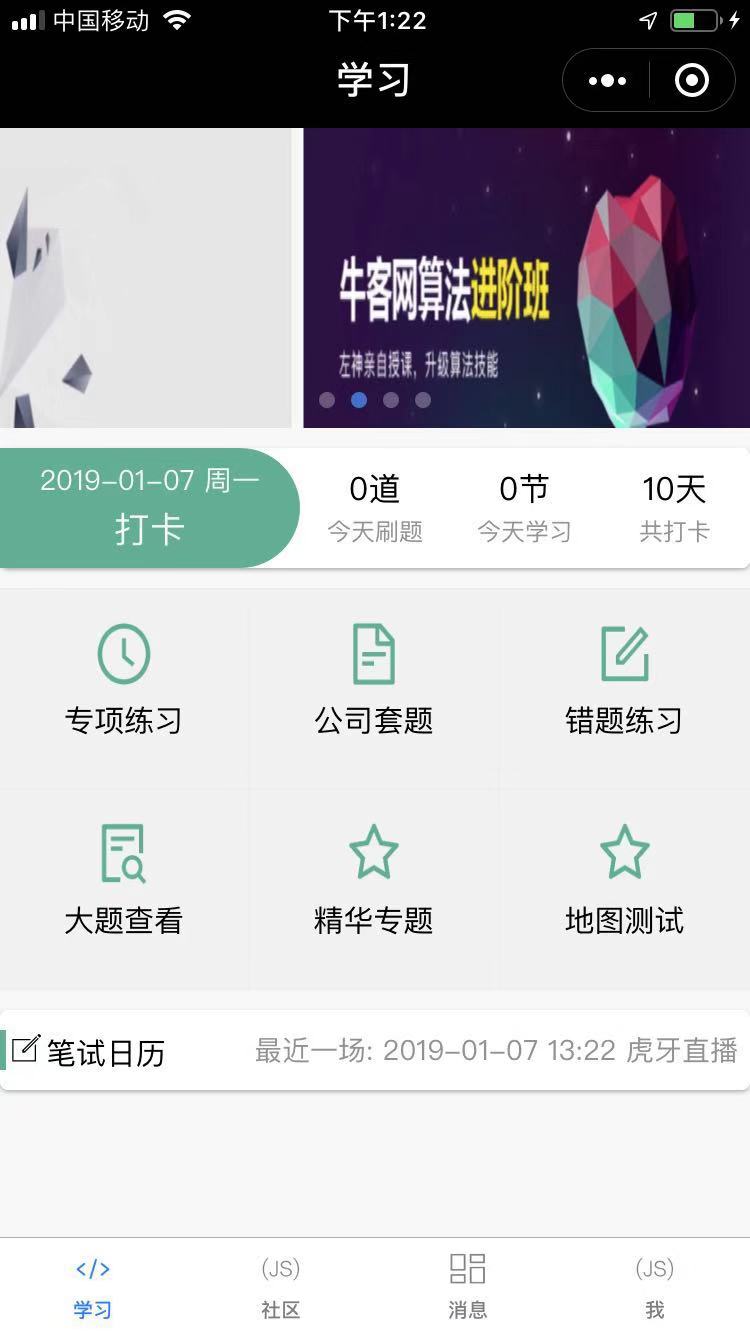 中国移动 下午1:22
学习
牛客网算法进阶班
左神亲自授课，升级算法技能
2019-01-07 周一
打卡
0道 0节 10天
今天刷题 今天学习 共打卡
专项练习 公司套题 错题练习
大题查看 精华专题 地图测试
笔试日历 最近一场: 2019-01-07 13:22 虎牙直播
</> (JS) (JS)
学习 社区 消息 我